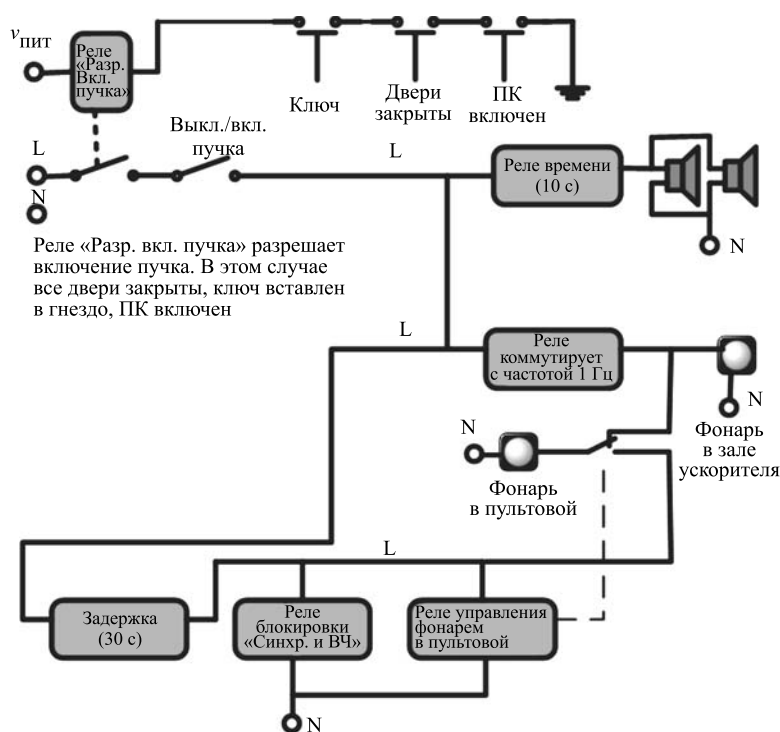 vпит
Реле
«Разр.
Вкл.
пучка»
Ключ
Двери
закрыты
ПК
включен
L
N
Выкл./вкл.
пучка
L
Реле времени
(10 с)
N
Реле «Разр. вкл. пучка» разрешает
включение пучка. В этом случае
все двери закрыты, ключ вставлен
в гнездо, ПК включен
L
Реле
коммутирует
с частотой 1 Гц
N
Фонарь
в зале
ускорителя
N
Фонарь
в пультовой
L
Задержка
(30 с)
Реле
блокировки
«Синхр. и ВЧ»
Реле управления
фонарем
в пультовой
N